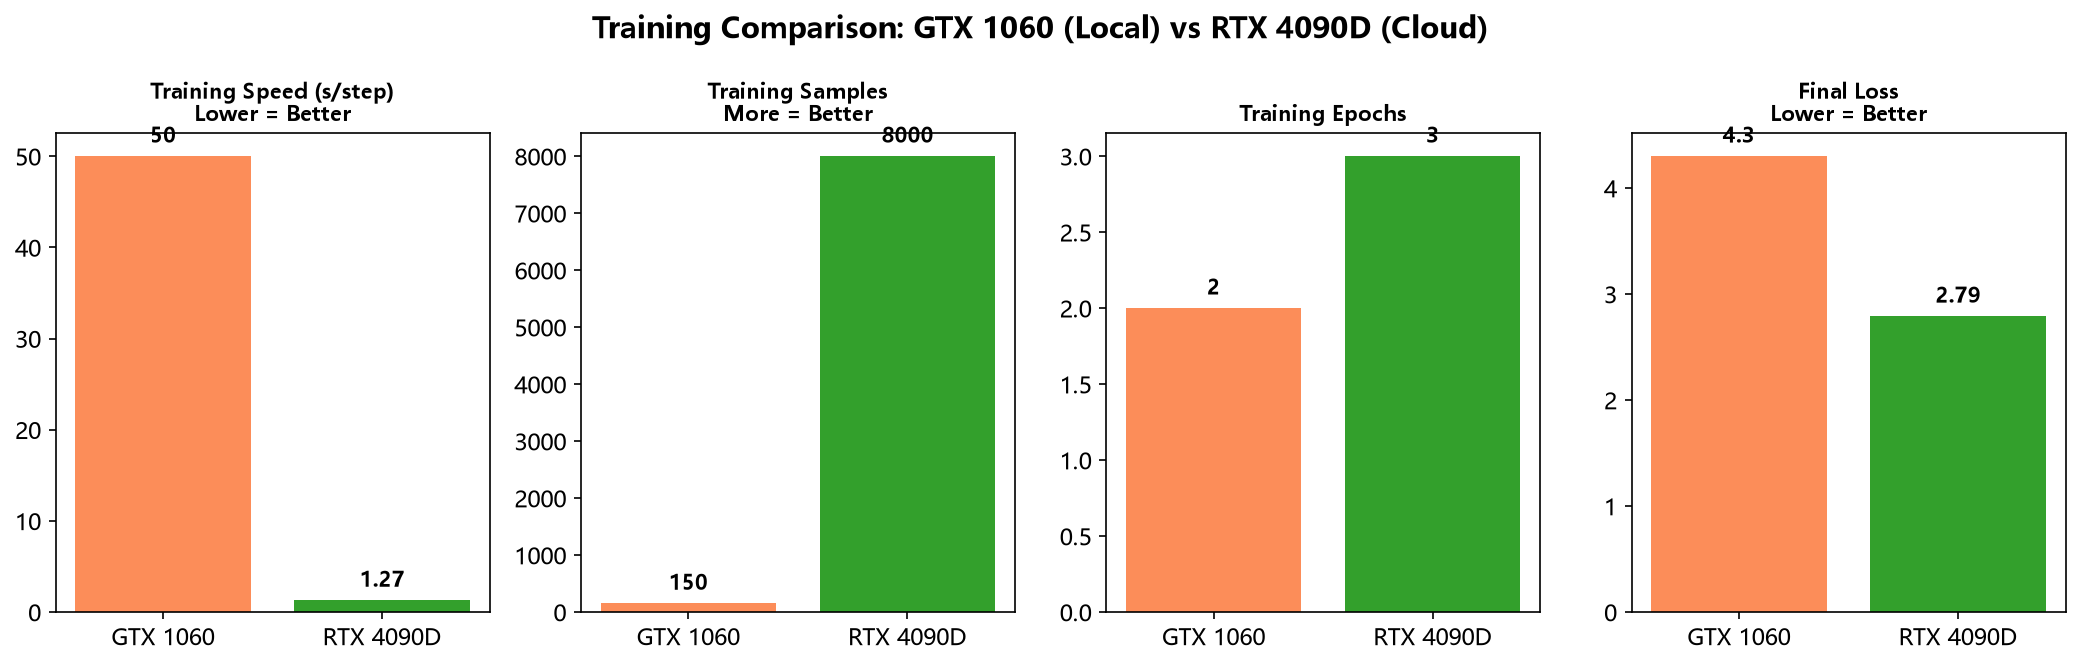 Training Comparison: GTX 1060 (Local) vs RTX 4090D (Cloud)
Training Speed (s/step)
Lower = Better
50
50
40
30
20
10
0
1.27
GTX 1060
RTX 4090D
Training Samples
More = Better
8000
8000
7000
6000
5000
4000
3000
2000
1000
0
150
GTX 1060
RTX 4090D
Training Epochs
3
3.0
2.5
2.0
1.5
1.0
0.5
0.0
2
GTX 1060
RTX 4090D
Final Loss
Lower = Better
4.3
4
3
2
1
0
2.79
GTX 1060
RTX 4090D